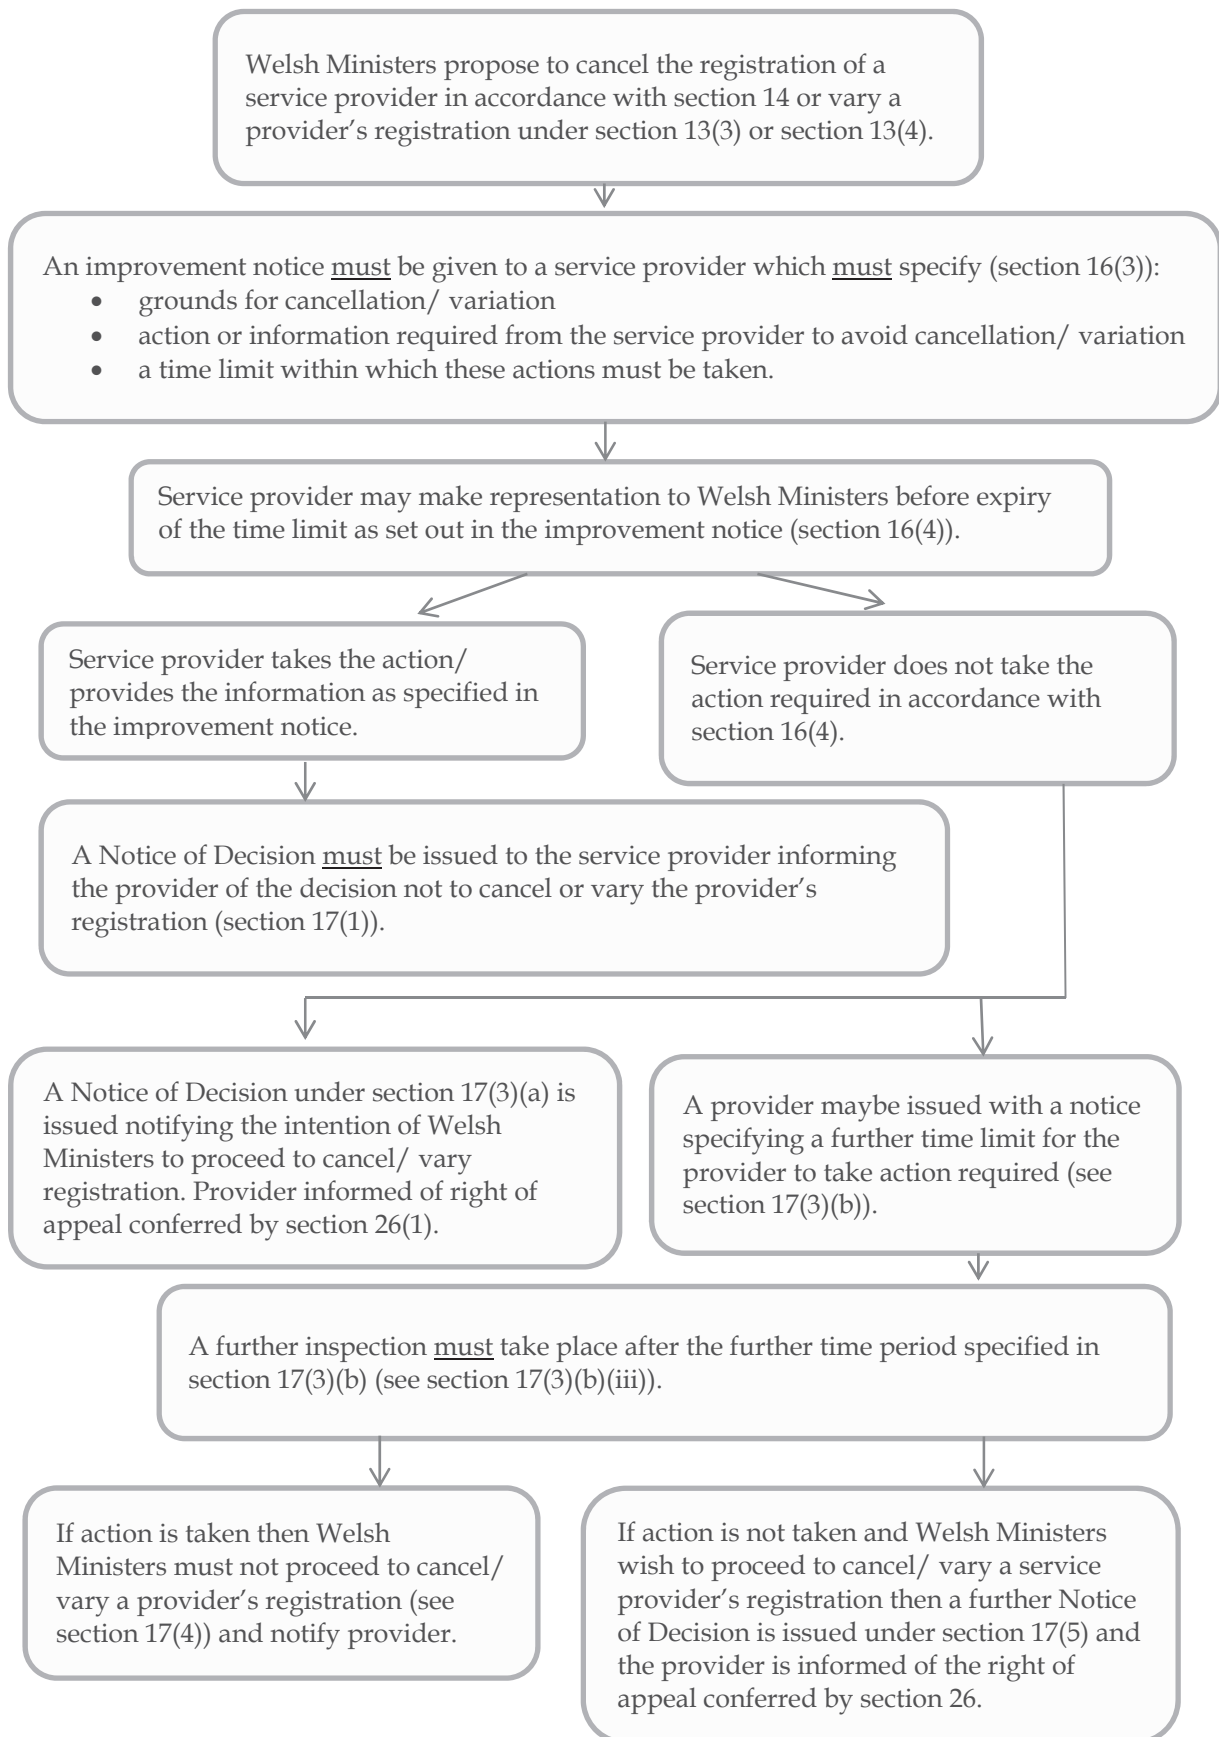 Welsh Ministers propose to cancel the registration of a
service provider in accordance with section 14 or vary a
provider’s registration under section 13(3) or section 13(4).
An improvement notice must be given to a service provider which must specify (section 16(3)):
• grounds for cancellation/ variation
• action or information required from the service provider to avoid cancellation/ variation
• a time limit within which these actions must be taken.
Service provider may make representation to Welsh Ministers before expiry
of the time limit as set out in the improvement notice (section 16(4)).
Service provider takes the action/
provides the information as specified in
the improvement notice.
Service provider does not take the
action required in accordance with
section 16(4).
A Notice of Decision must be issued to the service provider informing
the provider of the decision not to cancel or vary the provider’s
registration (section 17(1)).
A Notice of Decision under section 17(3)(a) is
issued notifying the intention of Welsh
Ministers to proceed to cancel/ vary
registration. Provider informed of right of
appeal conferred by section 26(1).
A provider maybe issued with a notice
specifying a further time limit for the
provider to take action required (see
section 17(3)(b)).
A further inspection must take place after the further time period specified in
section 17(3)(b) (see section 17(3)(b)(iii)).
If action is taken then Welsh
Ministers must not proceed to cancel/
vary a provider’s registration (see
section 17(4)) and notify provider.
If action is not taken and Welsh Ministers
wish to proceed to cancel/ vary a service
provider’s registration then a further Notice
of Decision is issued under section 17(5) and
the provider is informed of the right of
appeal conferred by section 26.